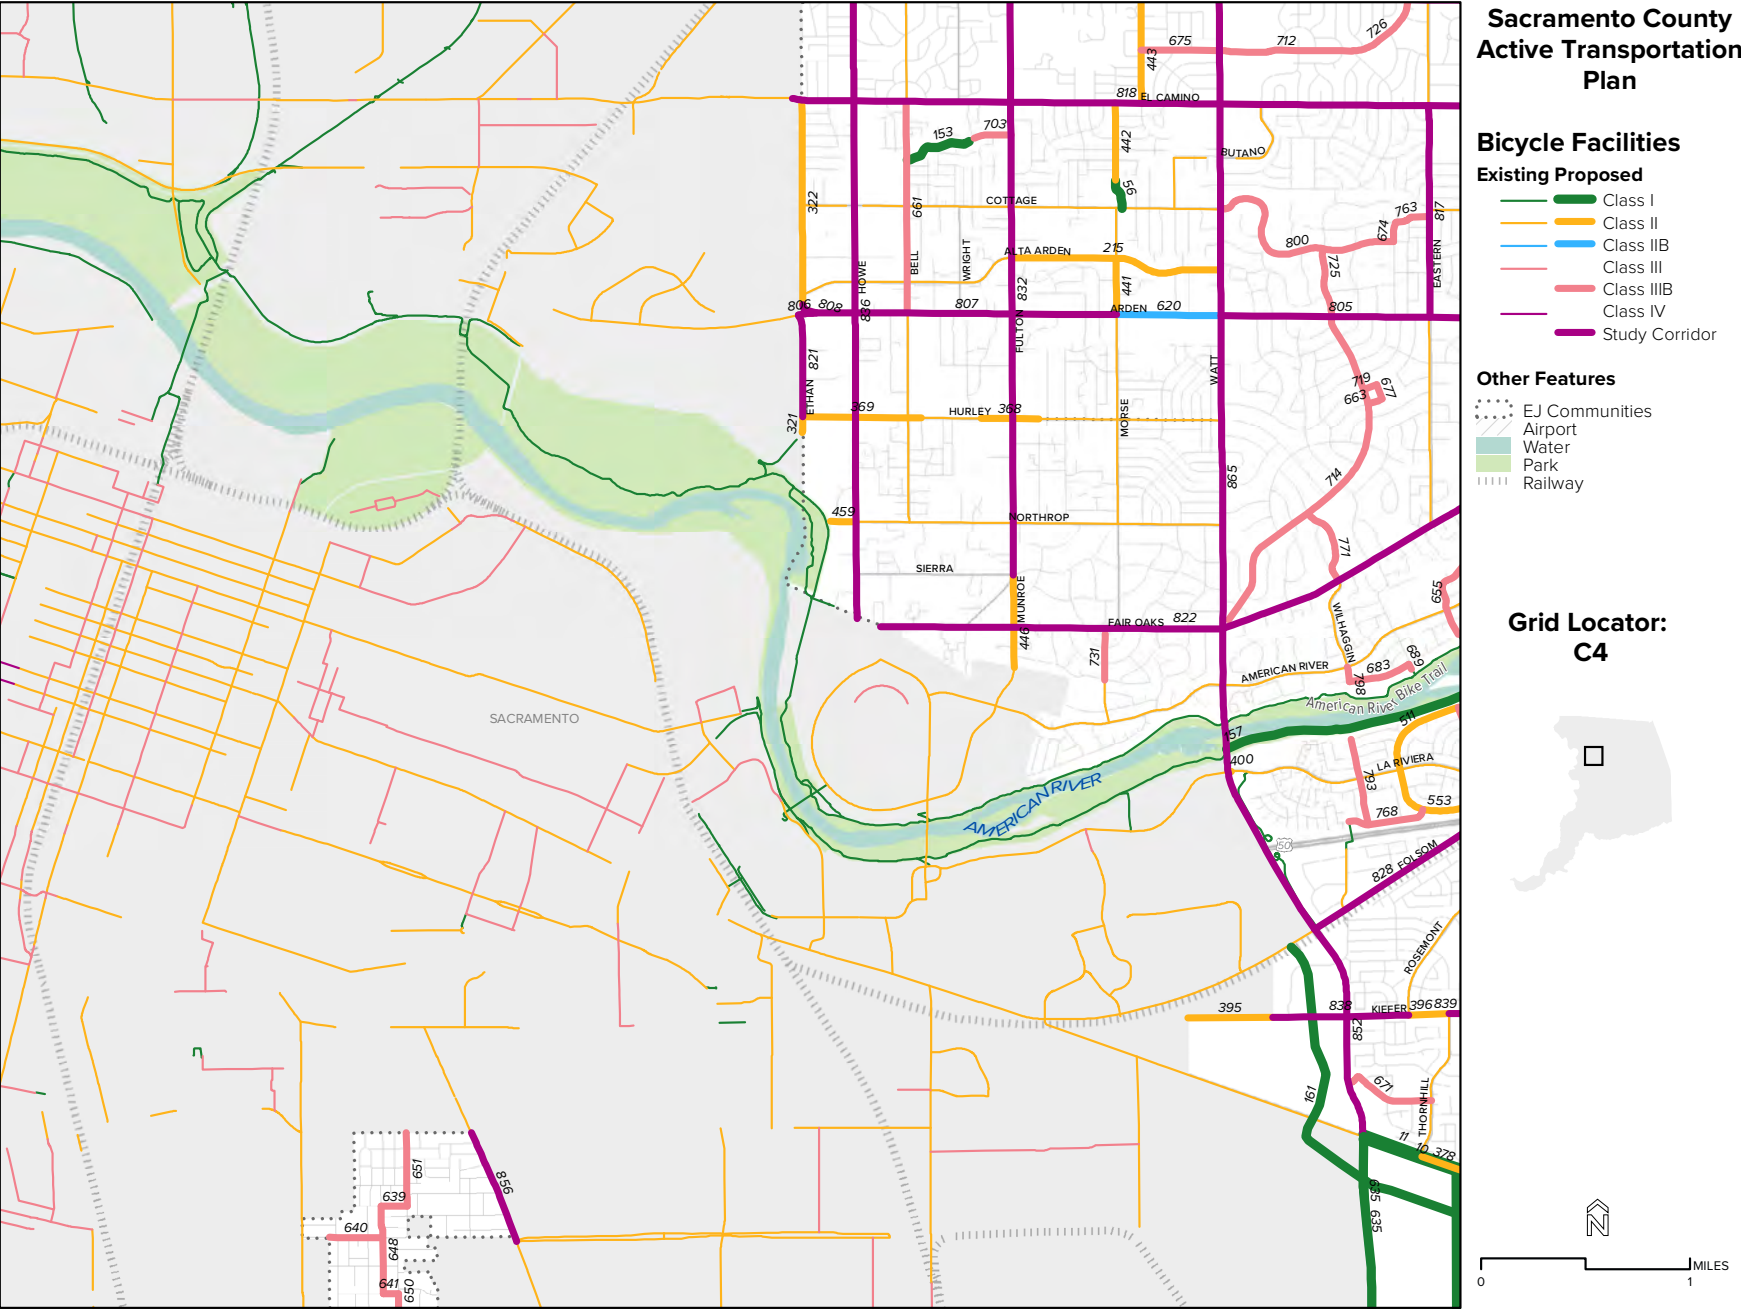 Sacramento County
Active Transportation
Plan
Bicycle Facilities
Existing Proposed
Class I
Class II
Class IIB
Class III
Class IIIB
Class IV
Study Corridor
Other Features
EJ Communities
Airport
Water
Park
Railway
Grid Locator:
C4
N
MILES
0 1
726
675 712
443
818 EL CAMINO
153 703
442
BUTANO
56
322
661
COTTAGE
763
817
674
800
BELL
WRIGHT
ALTA ARDEN 215
725
EASTERN
HOWE
832
441
806 808
836
807
ARDEN 620
805
FULTON
821
WATT
ETHAN
719
677
663
369
HURLEY 368
321
MORSE
865
714
459
NORTHROP
771
SIERRA
MUNROE
655
WILHAGGIN
FAIR OAKS 822
446
731
689
AMERICAN RIVER
683
798
American River Bike Trail
SACRAMENTO
157
511
400
LA RIVIERA
793
AMERICAN RIVER
553
768
50
828 FOLSOM
ROSEMONT
395
838
KIEFER 396 839
852
671
161
THORNHILL
11
10 378
651
856
639
635
640
635
648
641
650